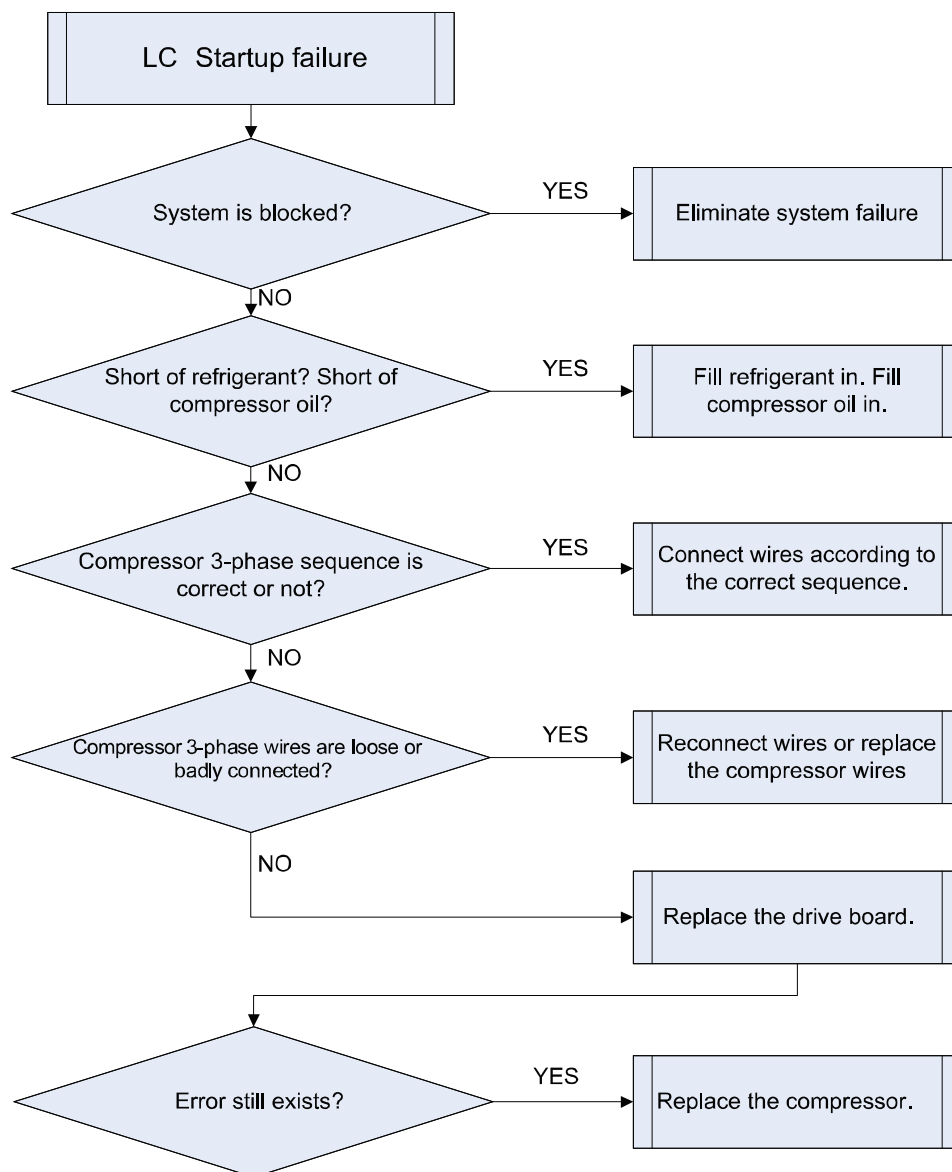 LC Startup failure
System is blocked?
YES
Eliminate system failure
NO
Short of refrigerant? Short of
compressor oil?
YES
Fill refrigerant in. Fill
compressor oil in.
NO
Compressor 3-phase sequence is
correct or not?
YES
Connect wires according to
the correct sequence.
NO
Compressor 3-phase wires are loose or
badly connected?
YES
Reconnect wires or replace
the compressor wires
NO
Replace the drive board.
Error still exists?
YES
Replace the compressor.